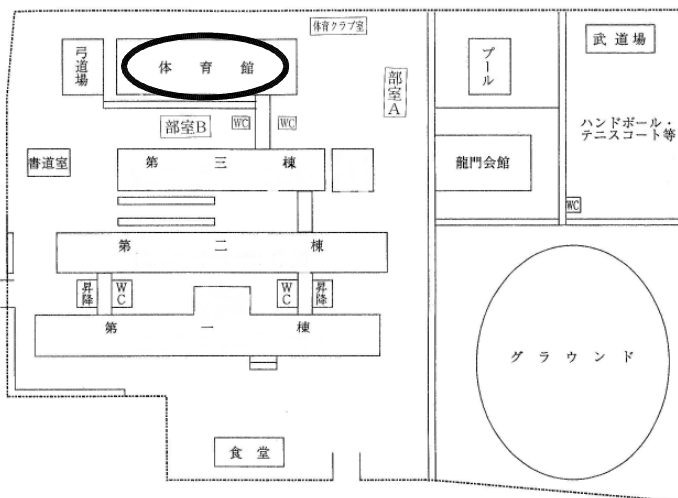 体育クラブ室
弓道場
体育館
部室A
プール
武道場
部室B
WC
WC
ハンドボール・
テニスコート等
書道室
第三棟
龍門会館
WC
第二棟
昇降
WC
WC
昇降
第一棟
グラウンド
食堂